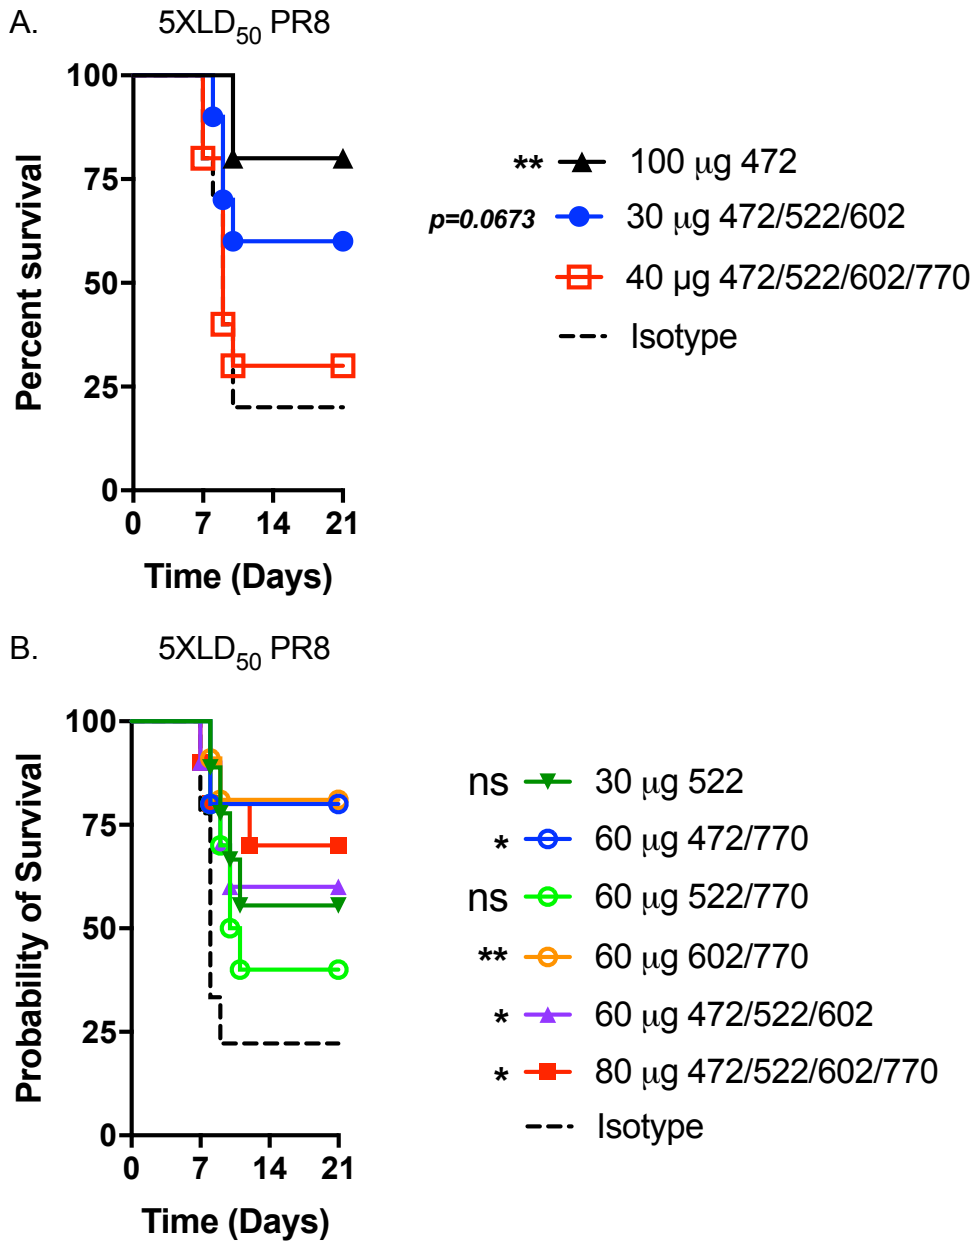 A.
5XLD50 PR8
Percent survival
100
75
50
25
0
0 7 14 21
Time (Days)
** 100 μg 472
p=0.0673 30 μg 472/522/602
40 μg 472/522/602/770
Isotype
B.
5XLD50 PR8
Probability of Survival
100
75
50
25
0
0 7 14 21
Time (Days)
ns 30 μg 522
* 60 μg 472/770
ns 60 μg 522/770
** 60 μg 602/770
* 60 μg 472/522/602
* 80 μg 472/522/602/770
Isotype